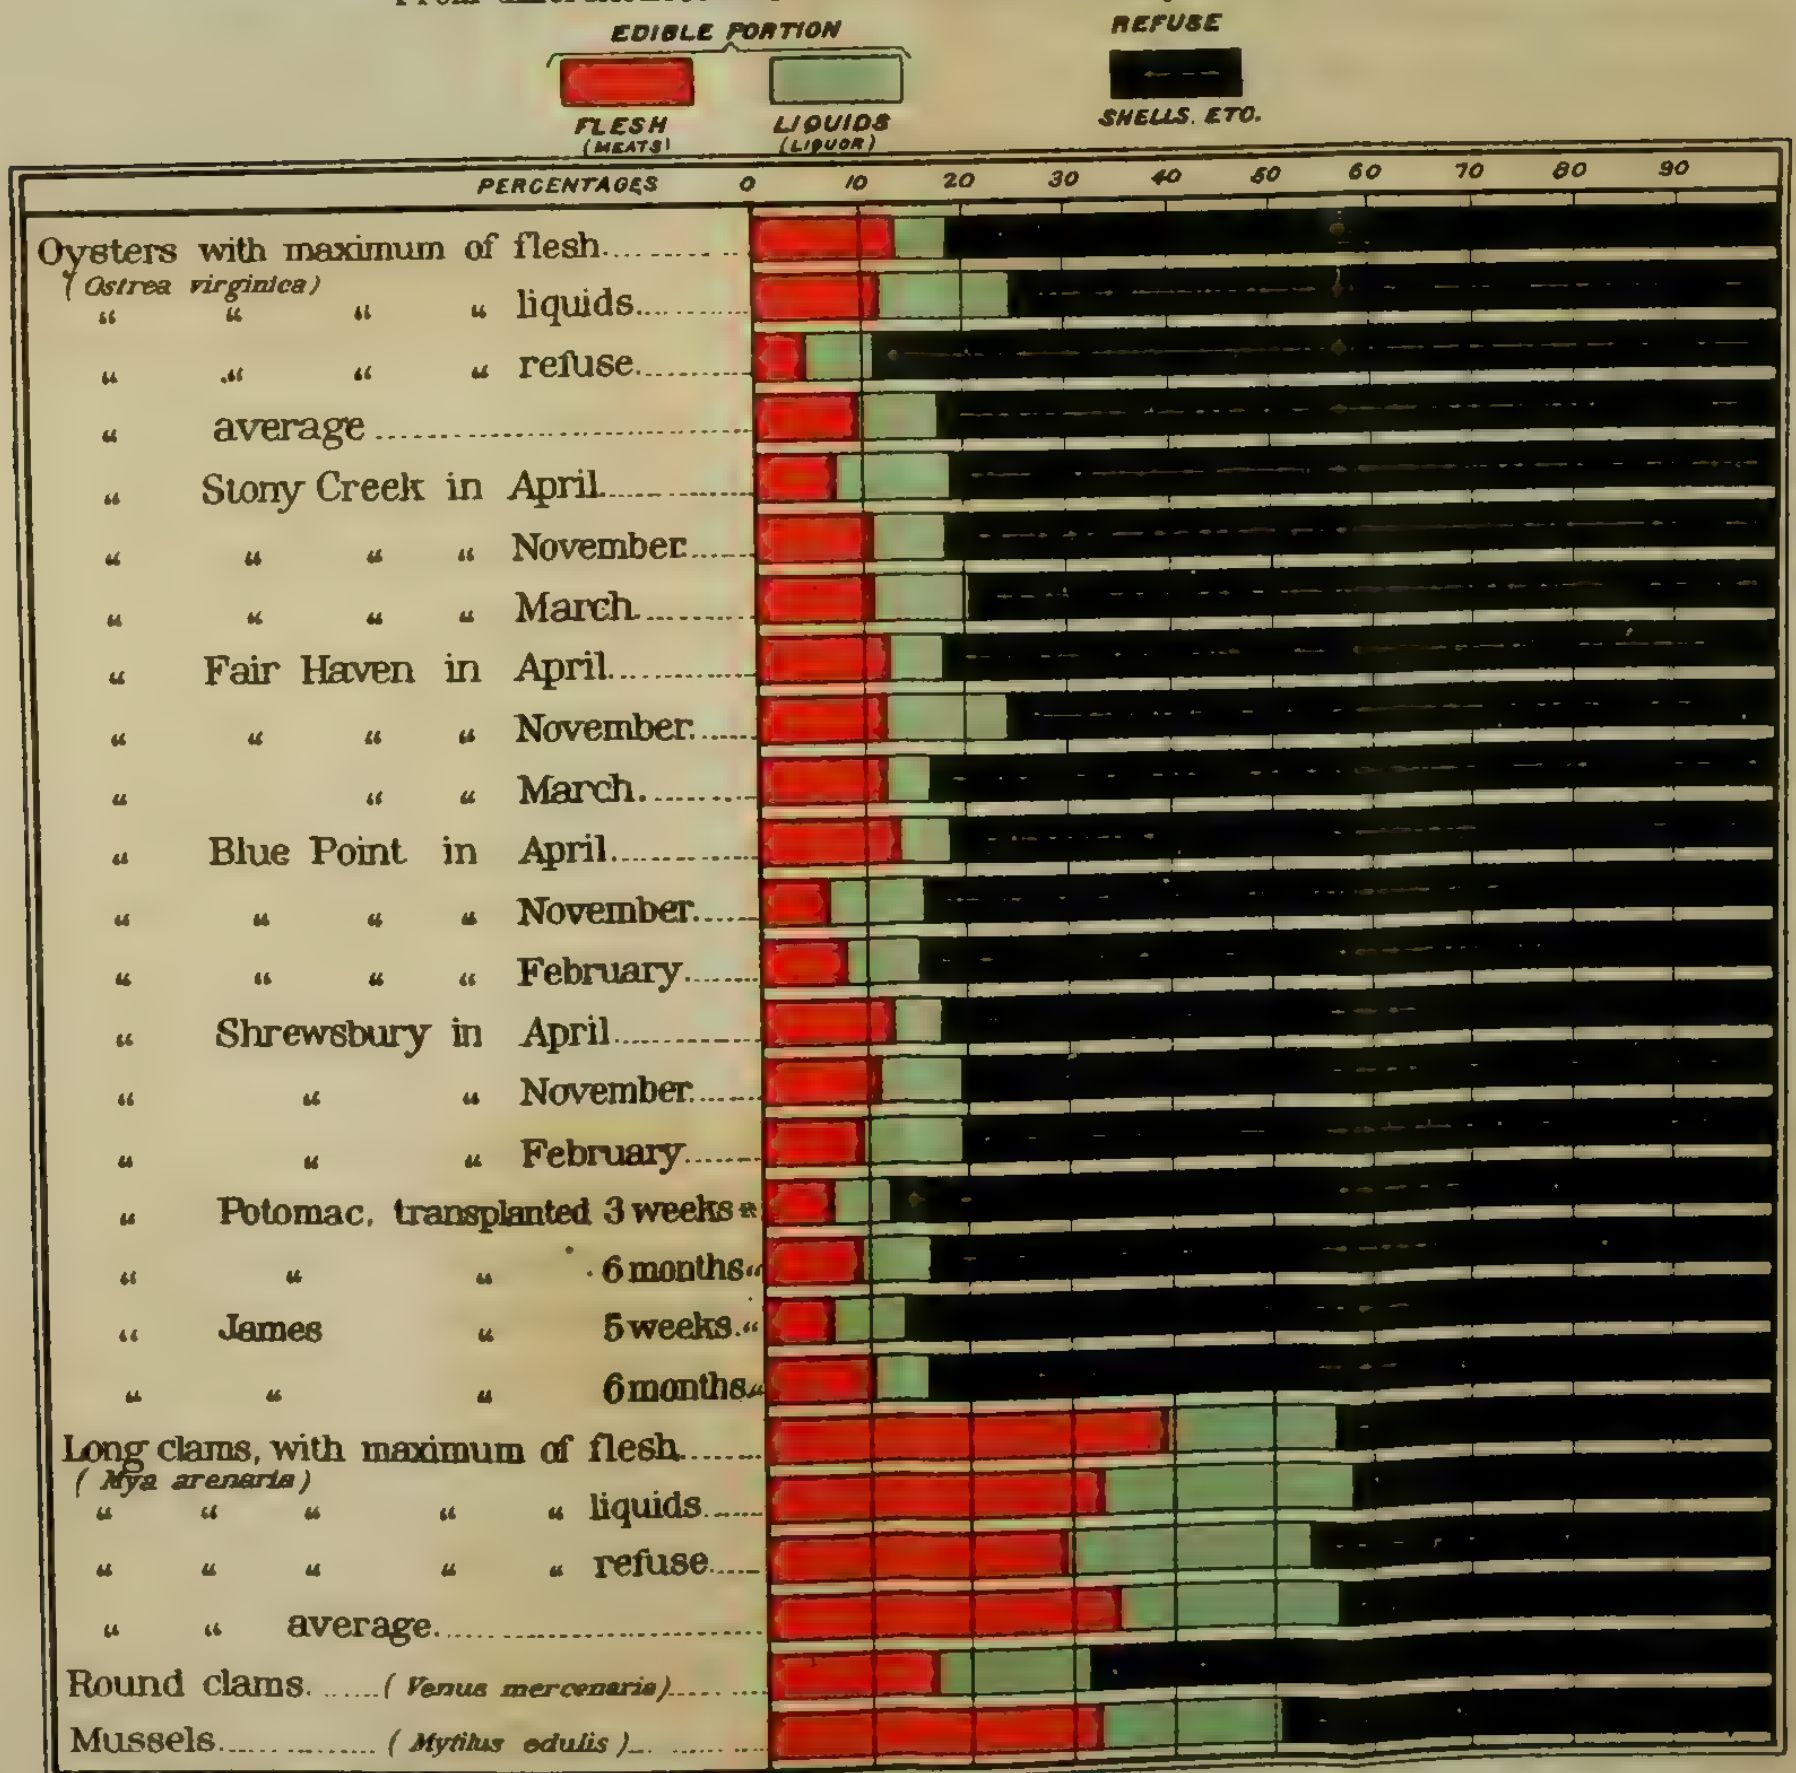 EDIBLE PORTION
REFUSE
FLESH
(MEATS)
LIQUIDS
(LIQUOR)
SHELLS. ETC.
PERCENTAGES 0 10 20 30 40 50 60 70 80 90
Oysters with maximum of flesh
(Ostrea virginica)
" " " " liquids
" " " " refuse
" average
" Stony Creek in April
" " " " November
" " " " March
" Fair Haven in April
" " " " November
" " " March
" Blue Point in April
" " " " November
" " " " February
" Shrewsbury in April
" " " November
" " " February
" Potomac, transplanted 3 weeks "
" " " 6 months "
" James " 5 weeks "
" " " 6 months "
Long clams, with maximum of flesh
(Mya arenaria)
" " " " " liquids
" " " " " refuse
" " average
Round clams (Venus mercenaria)
Mussels (Mytilus edulis)